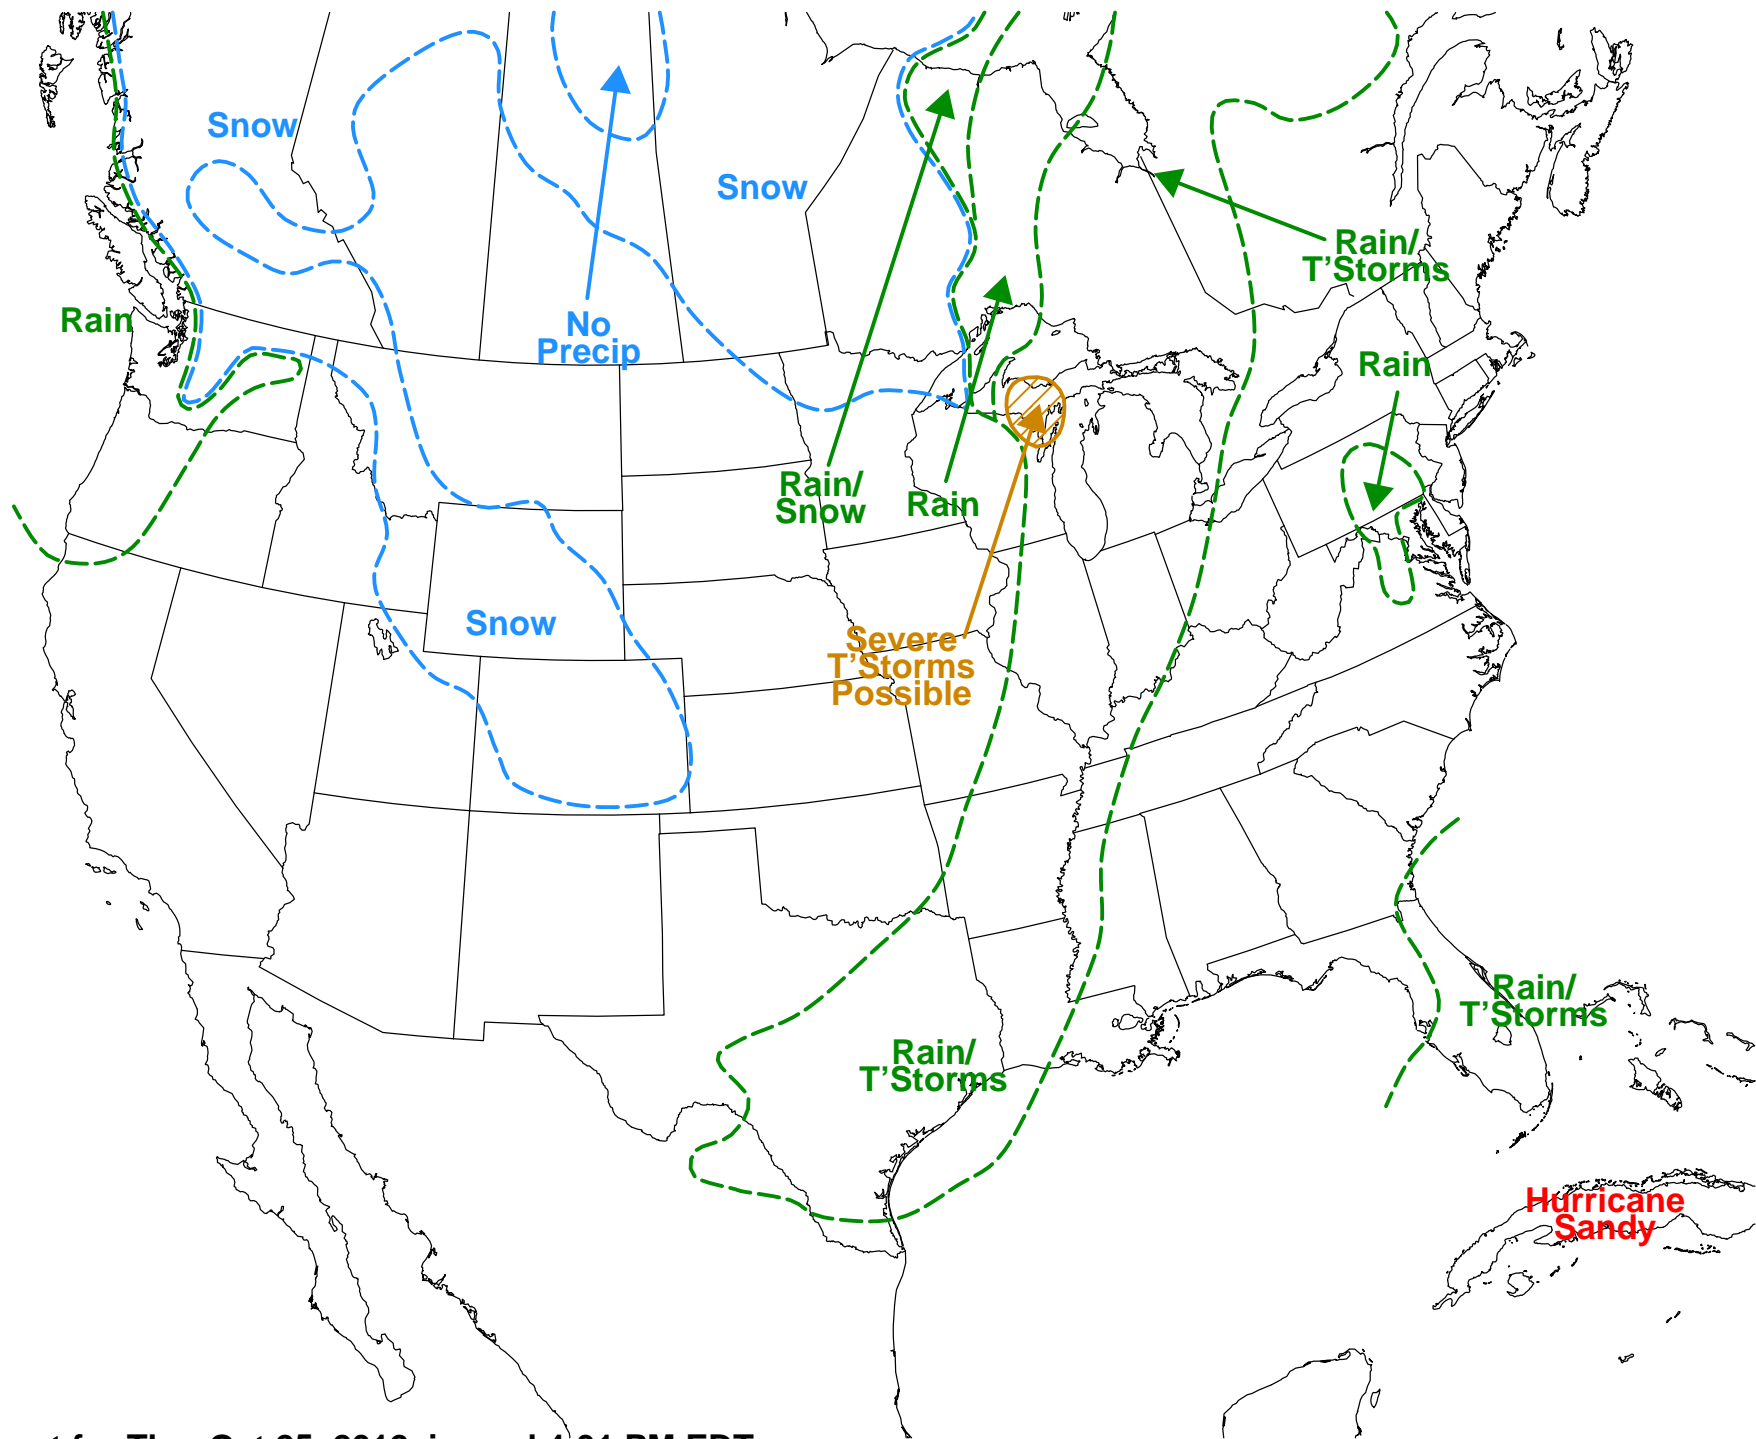 Snow
Snow
Rain/
T’Storms
Rain
No
Precip
Rain
Rain/
Snow
Rain
Severe
T’Storms
Possible
Snow
Rain/
T’Storms
Rain/
T’Storms
Hurricane
Sandy